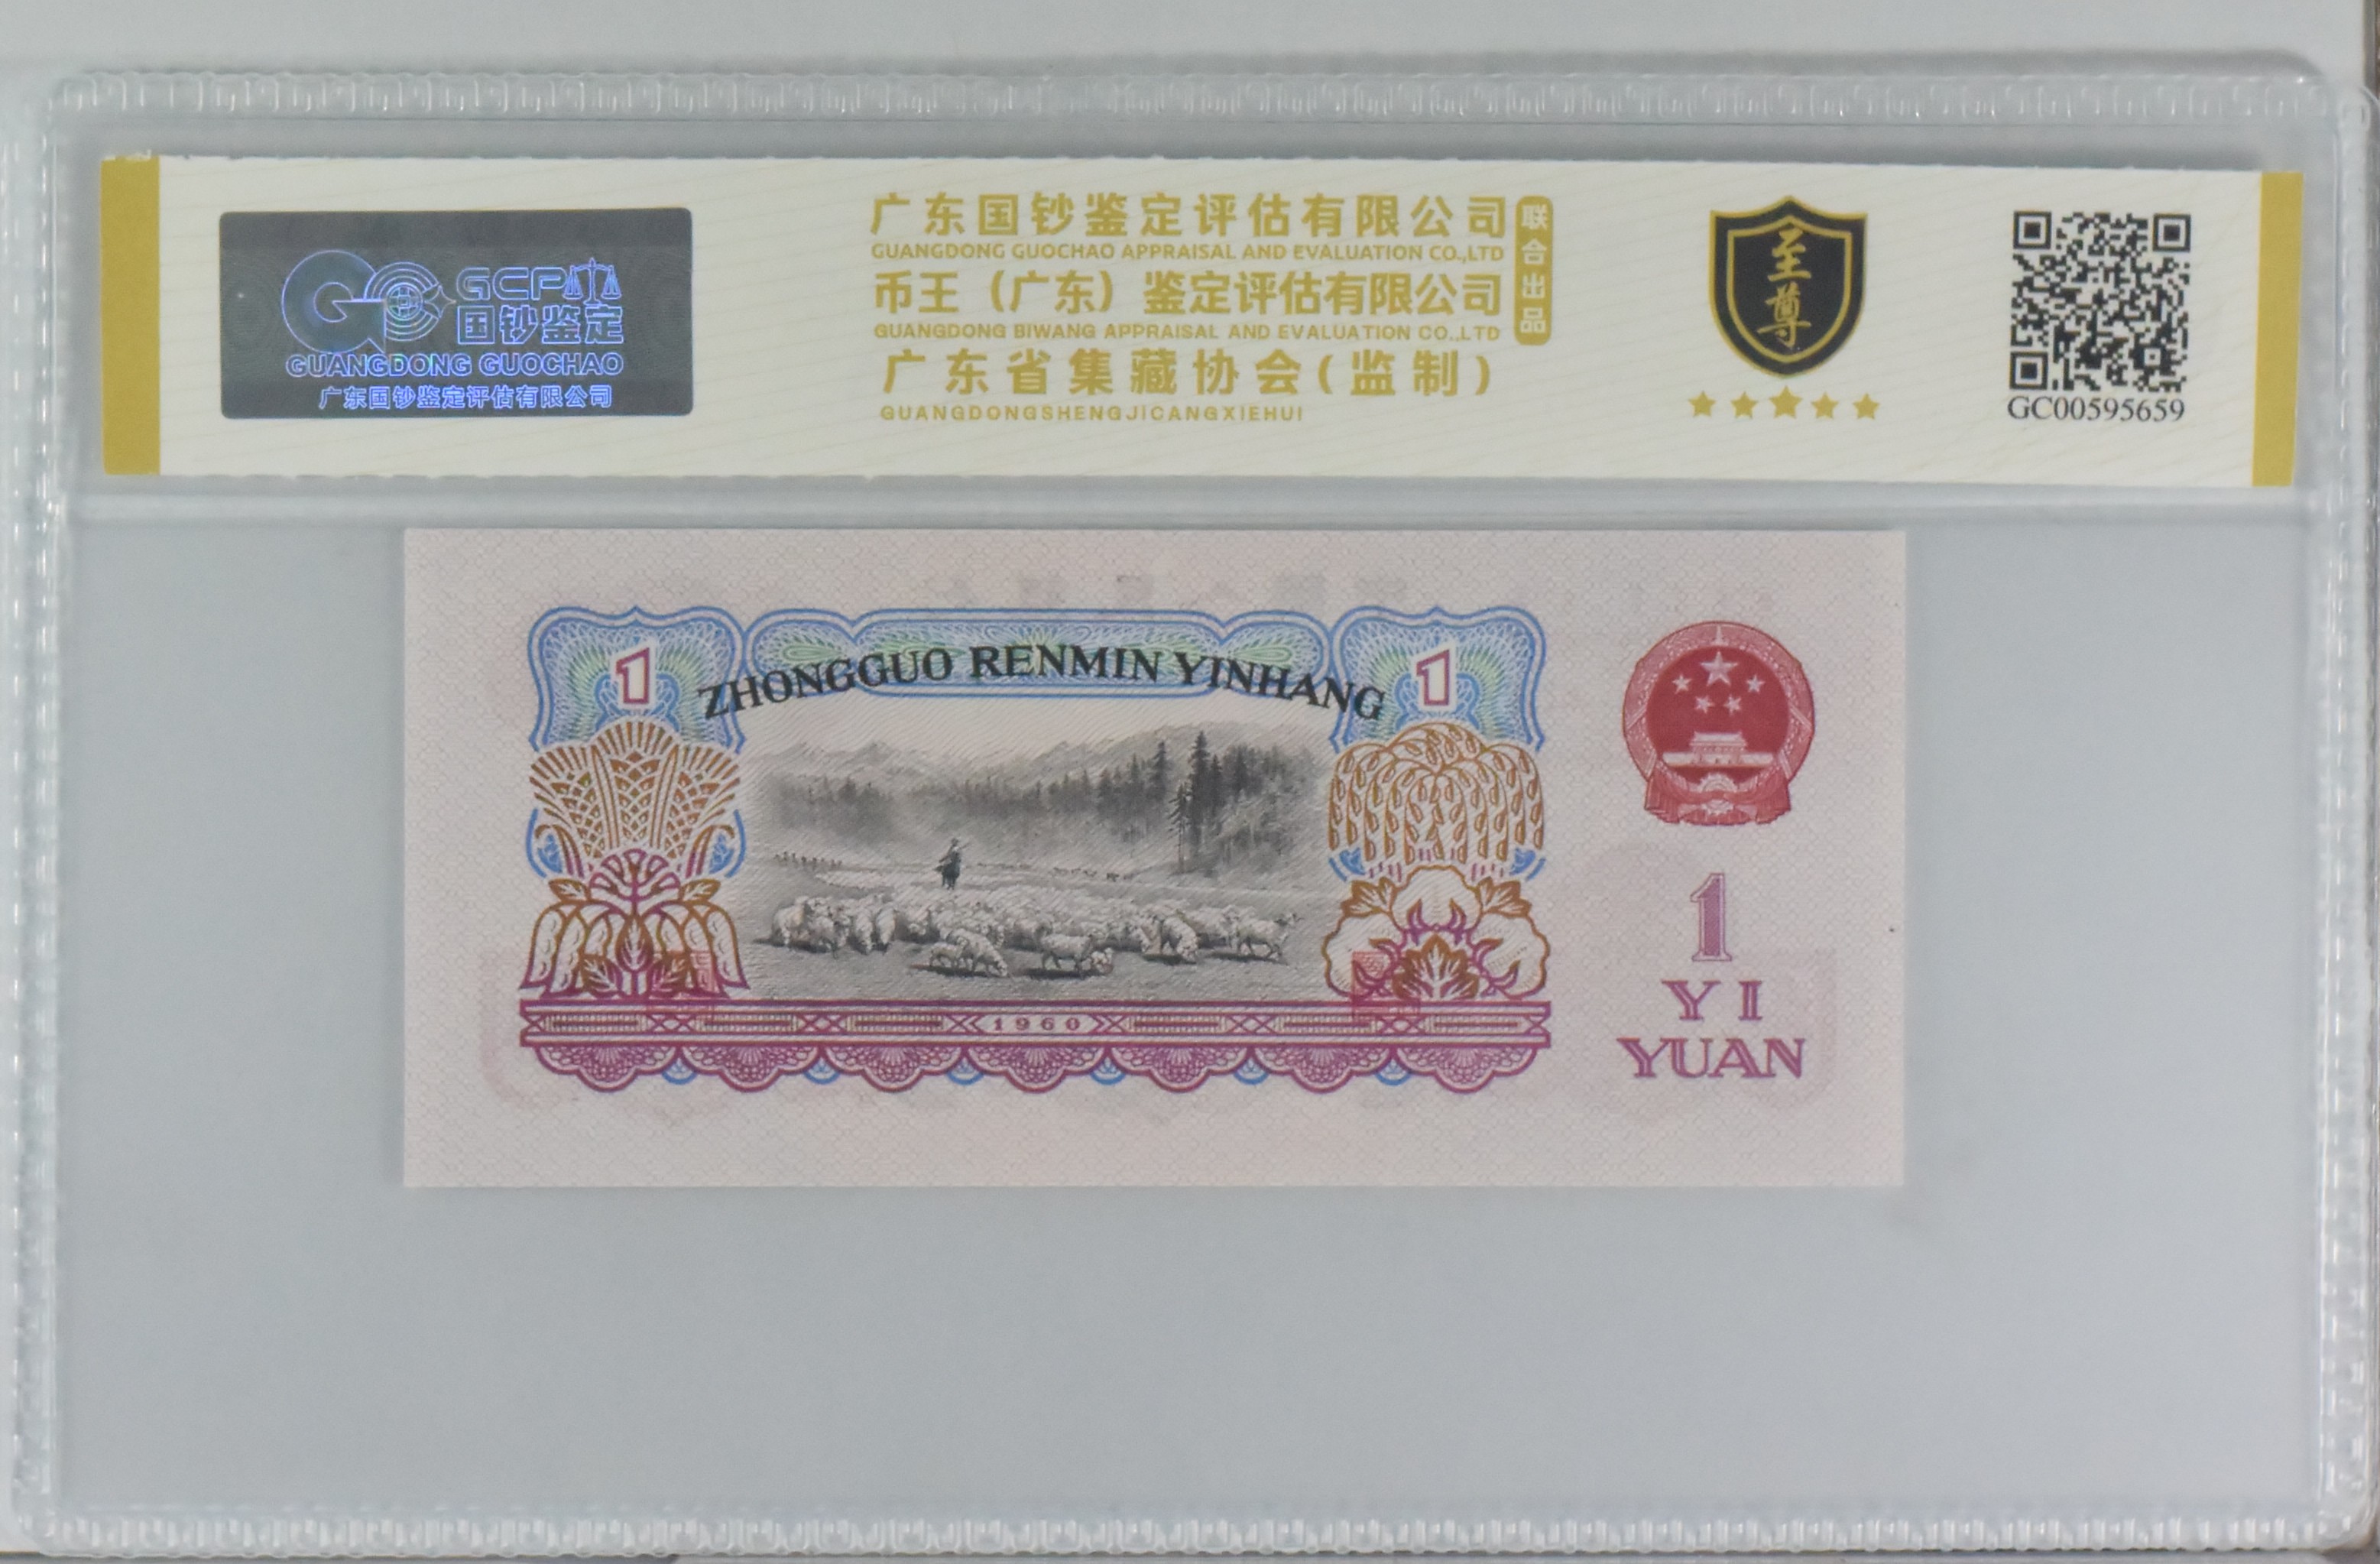 GCP
国钞鉴定
GUANGDONG GUOCHAO
广东国钞鉴定评估有限公司
广东国钞鉴定评估有限公司
GUANGDONG GUOCHAO APPRAISAL AND EVALUATION CO.,LTD
币王（广东）鉴定评估有限公司
GUANGDONG BIWANG APPRAISAL AND EVALUATION CO.,LTD
广东省集藏协会(监制)
GUANGDONGSHENGJICANGXIEHUI
联合出品
至尊
GC00595659
1
ZHONGGUO RENMIN YINHANG
1
1960
1
YI
YUAN